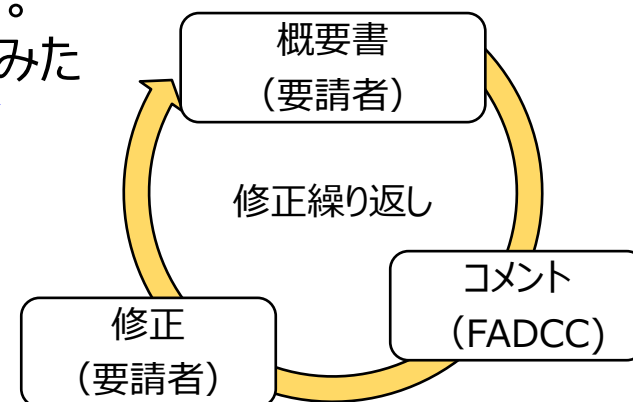 。
みた
概要書
（要請者）
修正繰り返し
コメント
（FADCC）
修正
（要請者）